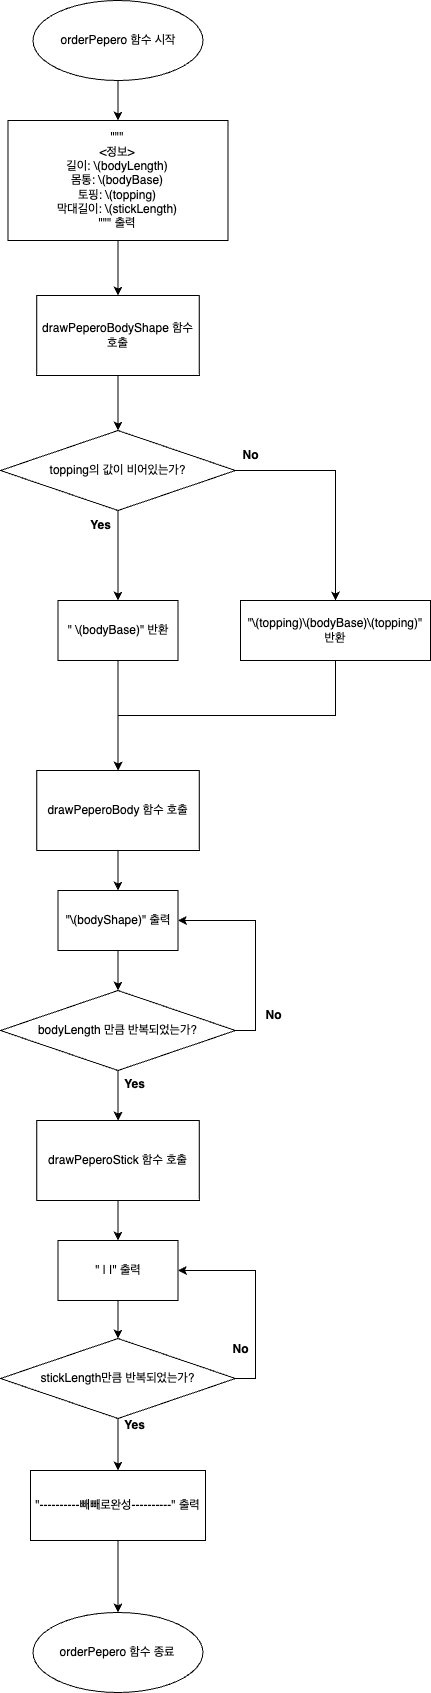 orderPepero 함수 시작
"""
<정보>
길이: \(bodyLength)
몸통: \(bodyBase)
토핑: \(topping)
막대길이: \(stickLength)
""" 출력
drawPeperoBodyShape 함수
호출
topping의 값이 비어있는가?
No
Yes
" \(bodyBase)" 반환
"\(topping)\(bodyBase)\(topping)"
반환
drawPeperoBody 함수 호출
"\(bodyShape)" 출력
No
bodyLength 만큼 반복되었는가?
Yes
drawPeperoStick 함수 호출
" | |" 출력
No
stickLength만큼 반복되었는가?
Yes
"----------빼빼로완성----------" 출력
orderPepero 함수 종료